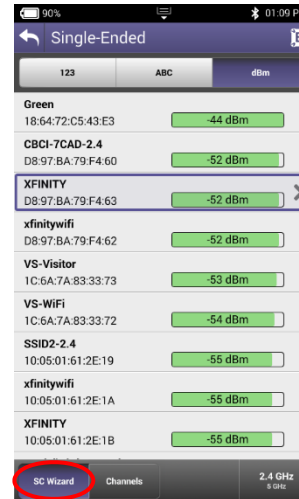 90%
01:09 P
Single-Ended
123 ABC dBm
Green
18:64:72:C5:43:E3 -44 dBm
CBCI-7CAD-2.4
D8:97:BA:79:F4:60 -52 dBm
XFINITY
D8:97:BA:79:F4:63 -52 dBm
xfinitywifi
D8:97:BA:79:F4:62 -52 dBm
VS-Visitor
1C:6A:7A:83:33:73 -53 dBm
VS-WiFi
1C:6A:7A:83:33:72 -54 dBm
SSID2-2.4
10:05:01:61:2E:19 -55 dBm
xfinitywifi
10:05:01:61:2E:1A -55 dBm
XFINITY
10:05:01:61:2E:1B -55 dBm
SC Wizard Channels 2.4 GHz
5 GHz